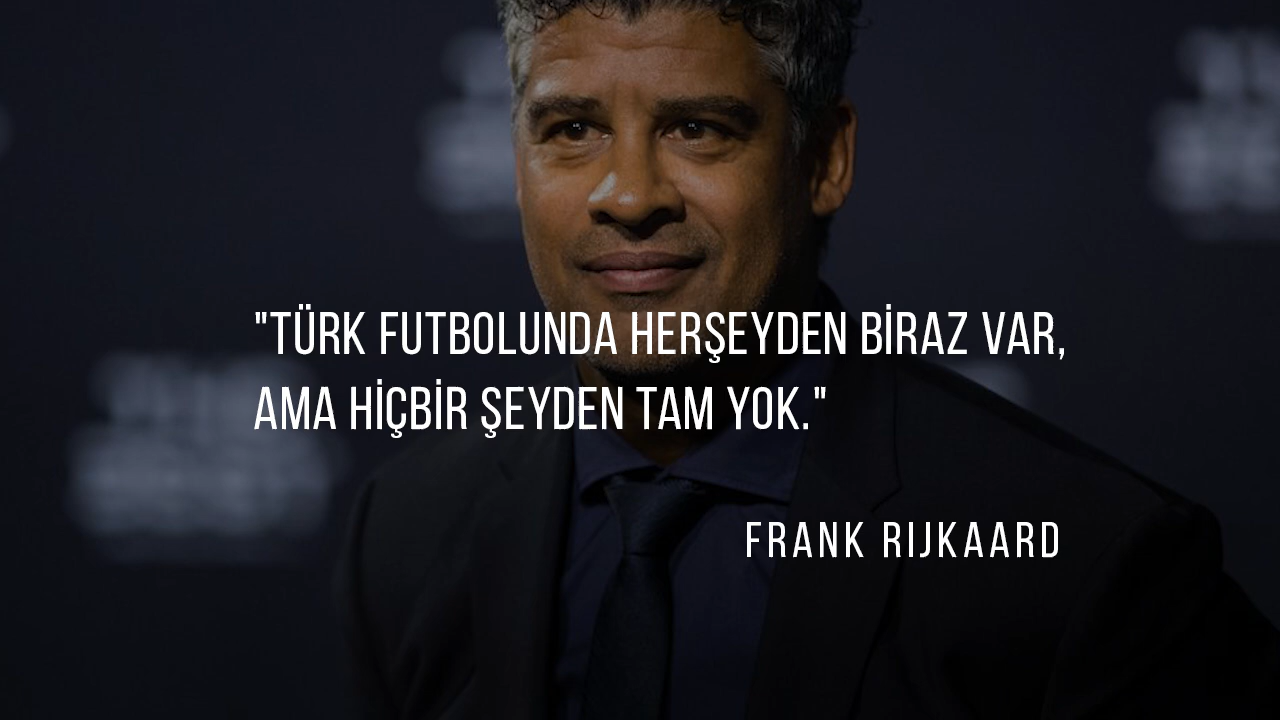 "TÜRK FUTBOLUNDA HERŞEYDEN BİRAZ VAR,
AMA HİÇBİR ŞEYDEN TAM YOK."
FRANK RIJKAARD